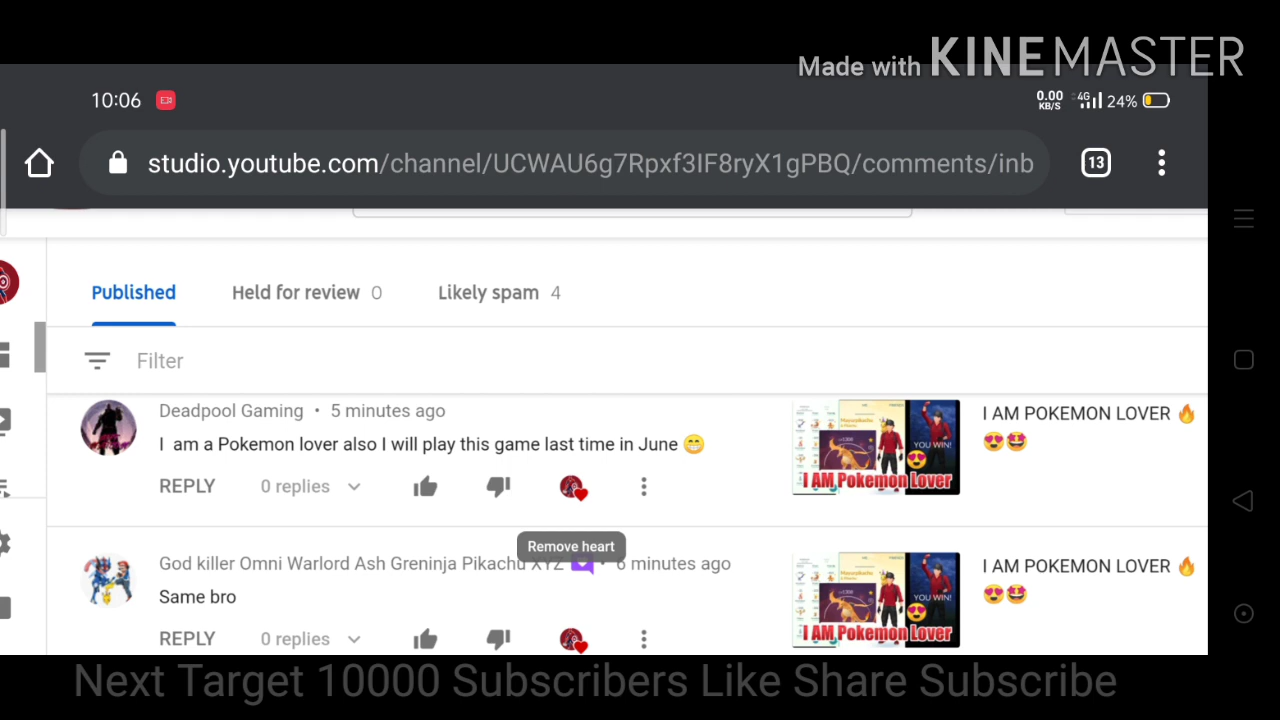 Made with KINEMASTER
10:06
0.00 KB/S 4G 24%
studio.youtube.com/channel/UCWAU6g7Rpxf3IF8ryX1gPBQ/comments/inb
13
Published Held for review 0 Likely spam 4
Filter
Deadpool Gaming • 5 minutes ago
I am a Pokemon lover also I will play this game last time in June 😁
REPLY 0 replies
YOU WIN!
I AM Pokemon Lover
I AM POKEMON LOVER 🔥
😍🤩
Remove heart
God killer Omni Warlord Ash Greninja Pikachu XYZ • 6 minutes ago
Same bro
REPLY 0 replies
YOU WIN!
I AM Pokemon Lover
I AM POKEMON LOVER 🔥
😍🤩
Next Target 10000 Subscribers Like Share Subscribe